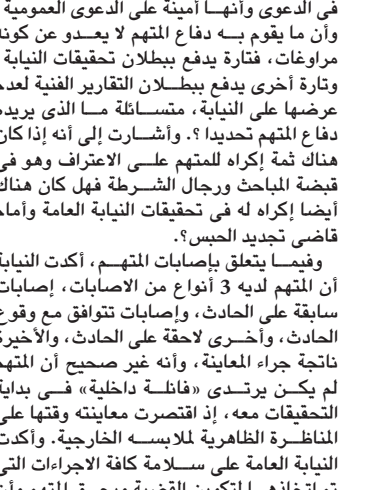 فى الدعوى وأنهـا أمينة على الدعوى العمومية
وأن ما يقوم بـه دفاع المتهم لا يعـدو عن كونه
مراوغات، فتارة يدفع ببطلان تحقيقات النيابة
وتارة أخرى يدفع ببطـلان التقارير الفنية لعدم
عرضها على النيابة، متسـائلة مـا الذى يريده
دفاع المتهم تحديدا ؟. وأشـارت إلى أنه إذا كان
هناك ثمة إكراه للمتهم علـى الاعتراف وهو فى
قبضة المباحث ورجال الشـرطة فهل كان هناك
أيضا إكراه له فى تحقيقات النيابة العامة وأمام
قاضى تجديد الحبس؟.
وفيمـا يتعلق بإصابات المتهـم، أكدت النيابة
أن المتهم لديه 3 أنواع من الاصابات، إصابات
سابقة على الحادث، وإصابات تتوافق مع وقوع
الحادث، وأخـرى لاحقة على الحادث، والأخيرة
ناتجة جراء المعاينة، وأنه غير صحيح أن المتهم
لم يكـن يرتـدى «فانلـة داخلية» فـى بداية
التحقيقات معه، إذ اقتصرت معاينته وقتها على
المناظـرة الظاهرية لملابسـه الخارجية. وأكدت
النيابة العامة على سـلامة كافة الاجراءات التى